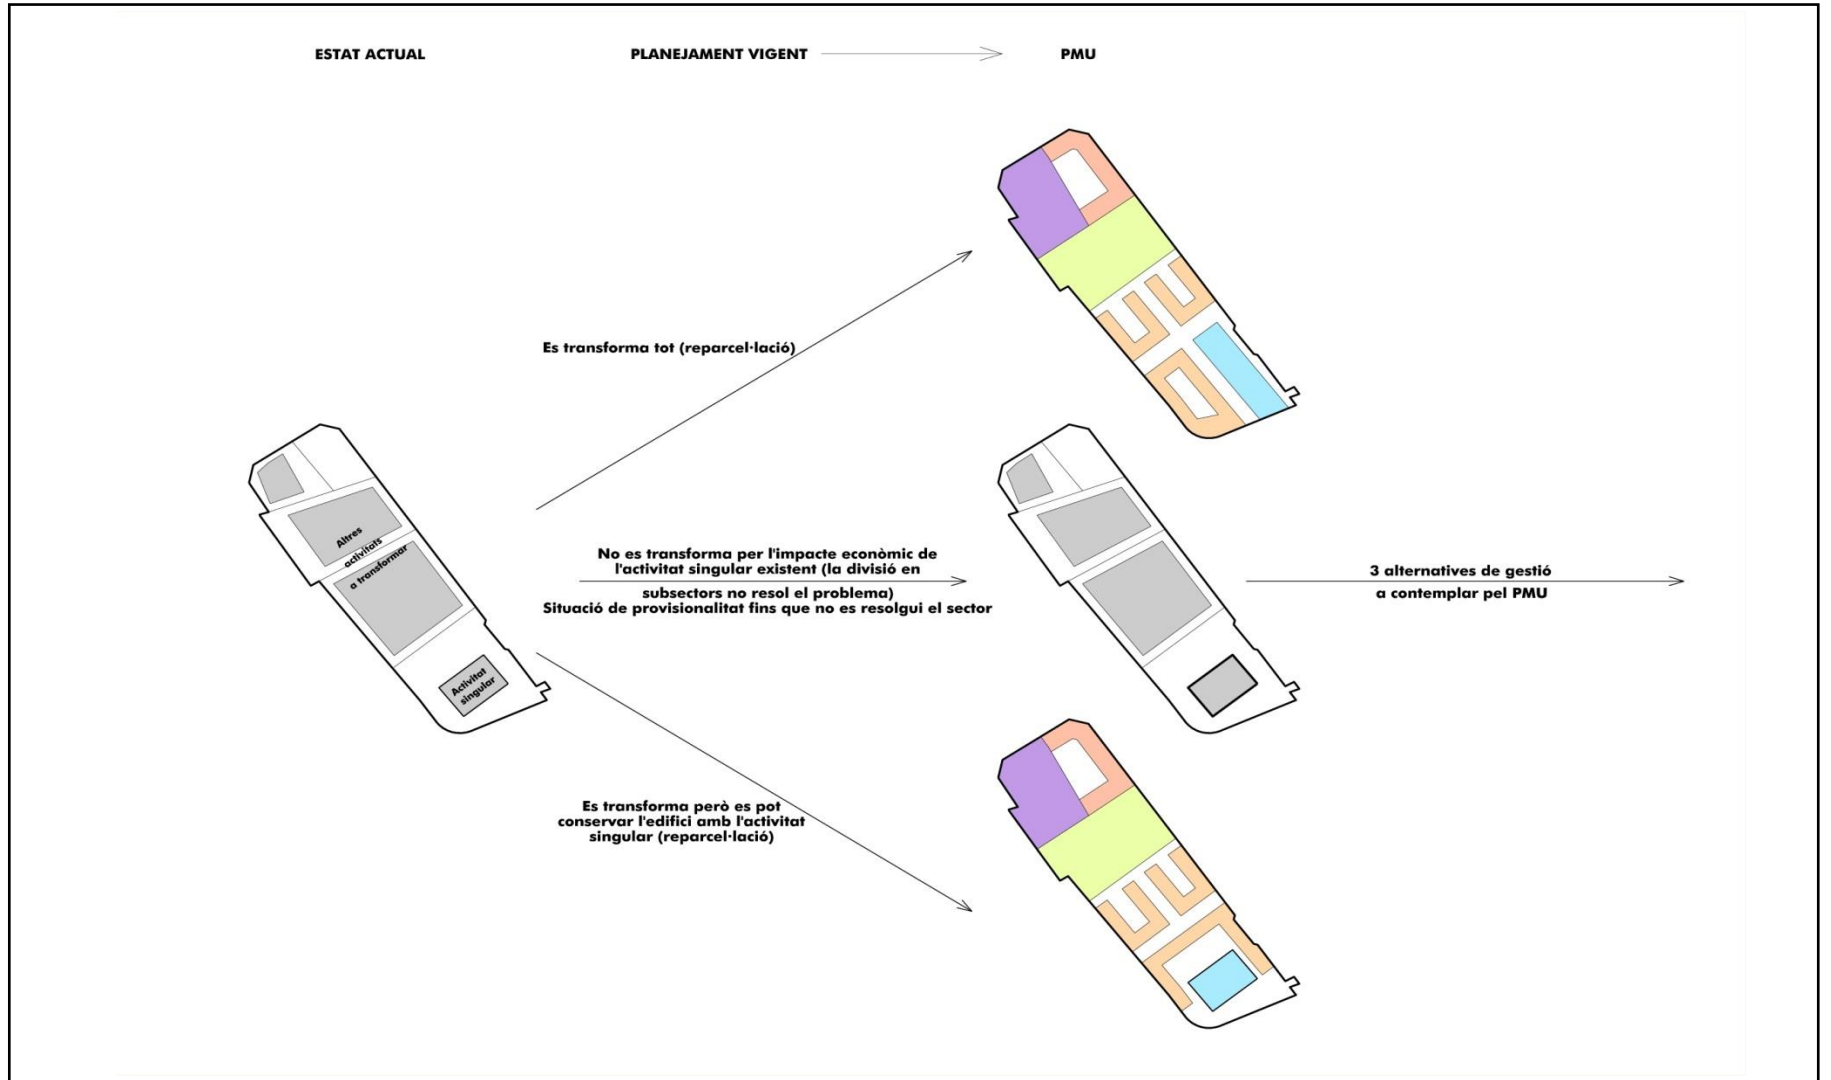 ESTAT ACTUAL
PLANEJAMENT VIGENT
PMU
Es transforma tot (reparcel·lació)
Altres
activitats
a transformar
Activitat
singular
No es transforma per l'impacte econòmic de
l'activitat singular existent (la divisió en
subsectors no resol el problema)
Situació de provisionalitat fins que no es resolgui el sector
3 alternatives de gestió
a contemplar pel PMU
Es transforma però es pot
conservar l'edifici amb l'activitat
singular (reparcel·lació)